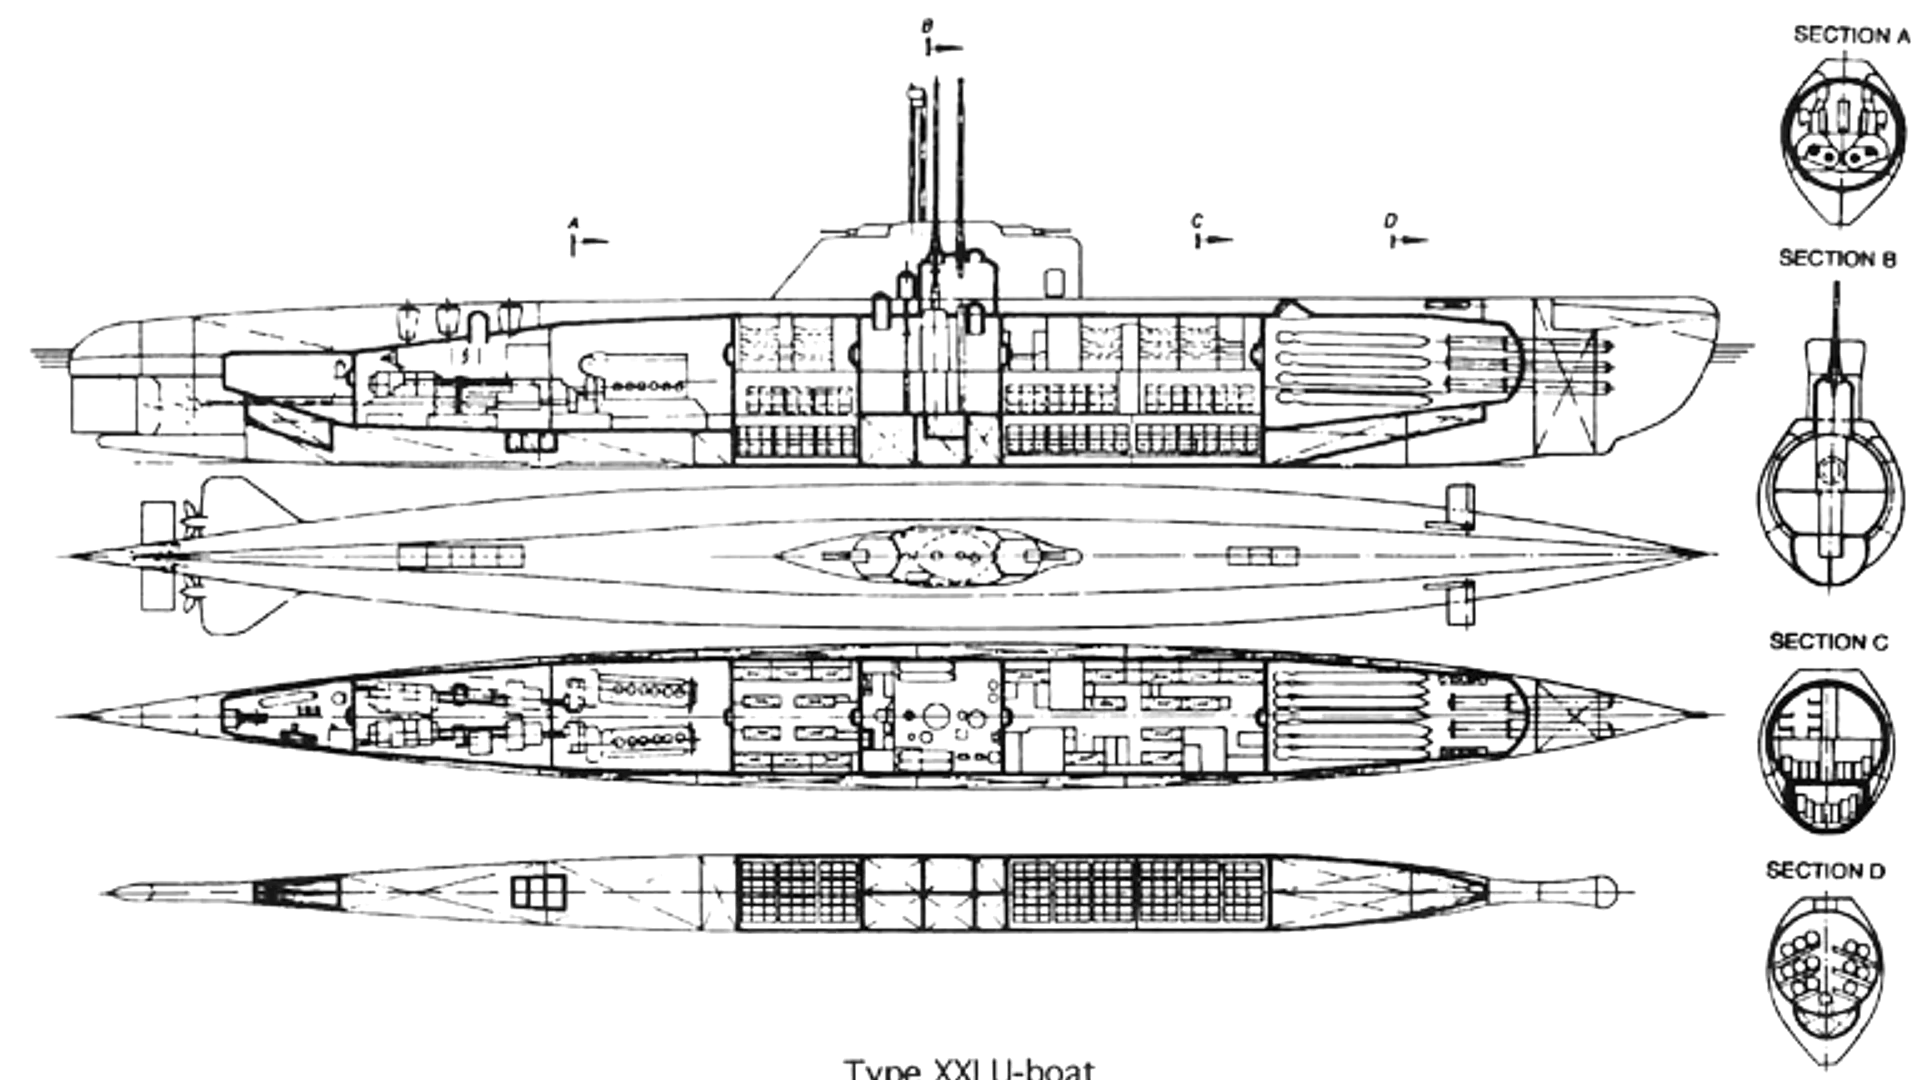 B
SECTION A
A
C
D
SECTION B
SECTION C
SECTION D
Type XXI U-boat